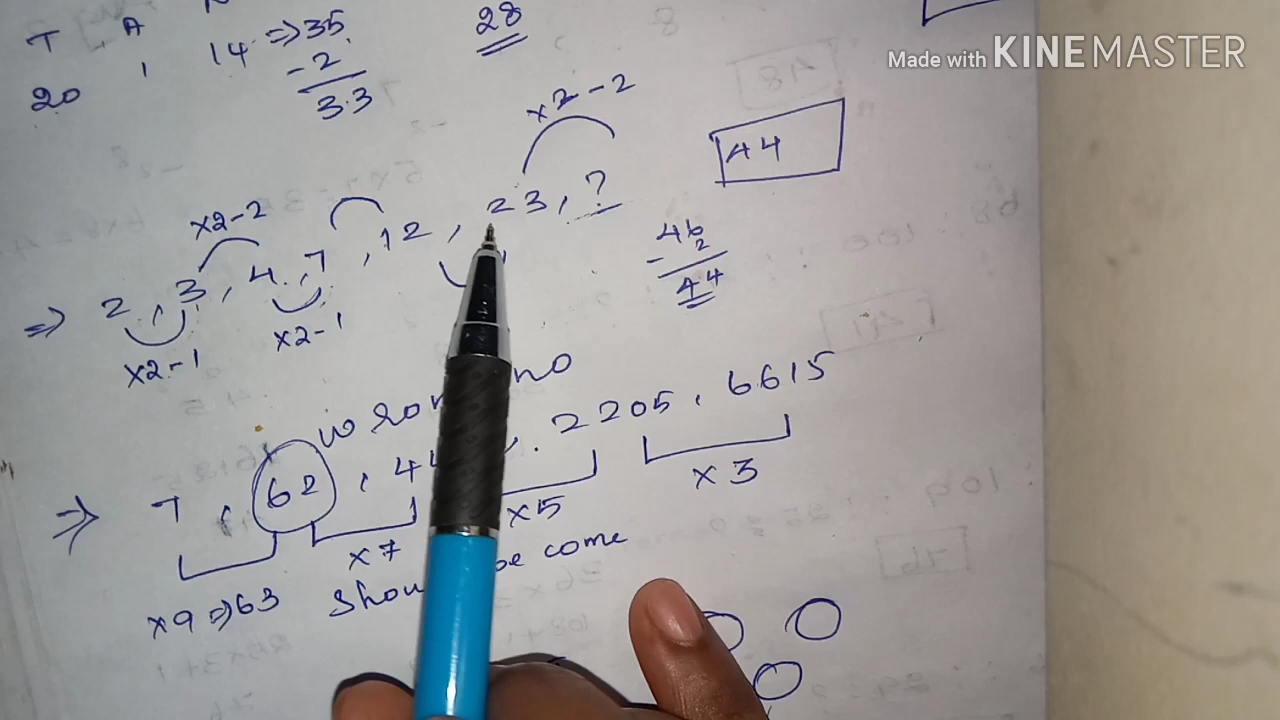 Made with KINEMASTER
T A
20 1 14 ⇒ 35
- 2
33
28
×2-2
44
⇒ 2, 3, 4, 7, 12, 23, ?
×2-2
×2-1
×2-1
46
- 2
44
no
⇒ 7, 62, 2205, 6615
×7
×5
×3
×9 ⇒ 63 come